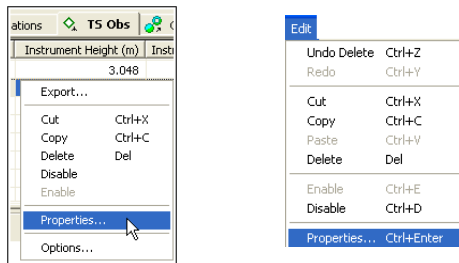 ations TS Obs
Instrument Height (m) Inst
3.048
Export...
Cut Ctrl+X
Copy Ctrl+C
Delete Del
Disable
Enable
Properties...
Options...
Edit
Undo Delete Ctrl+Z
Redo Ctrl+Y
Cut Ctrl+X
Copy Ctrl+C
Paste Ctrl+V
Delete Del
Enable Ctrl+E
Disable Ctrl+D
Properties... Ctrl+Enter